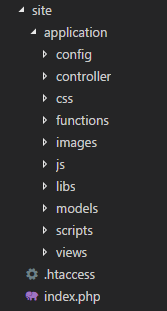 site
application
config
controller
css
functions
images
js
libs
models
scripts
views
.htaccess
index.php